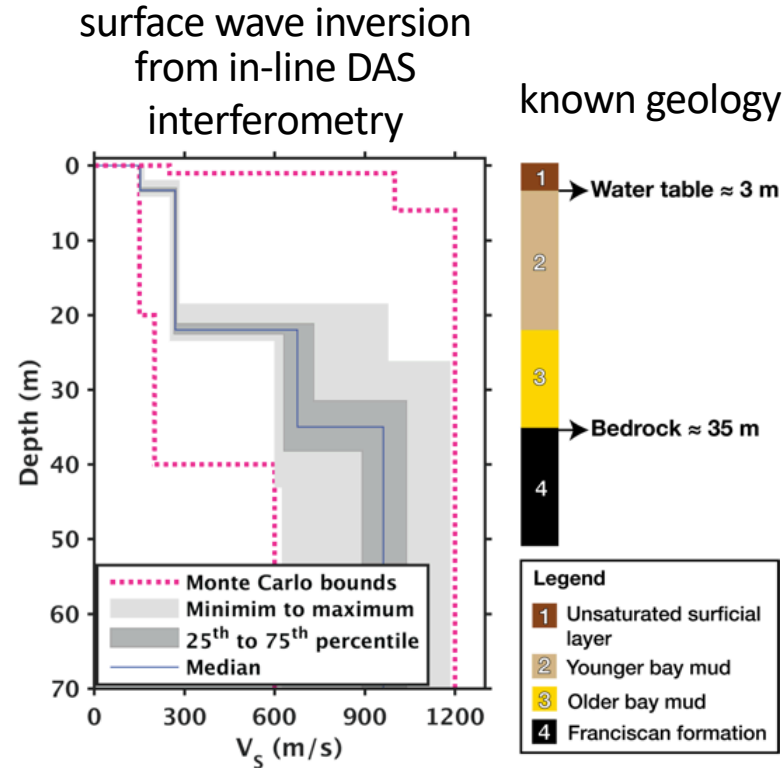 surface wave inversion
from in-line DAS
interferometry
known geology
0
10
20
30
40
50
60
70
Depth (m)
0 300 600 900 1200
V_S (m/s)
Monte Carlo bounds
Minimim to maximum
25th to 75th percentile
Median
1
2
3
4
Water table ≈ 3 m
Bedrock ≈ 35 m
Legend
1 Unsaturated surficial
layer
2 Younger bay mud
3 Older bay mud
4 Franciscan formation